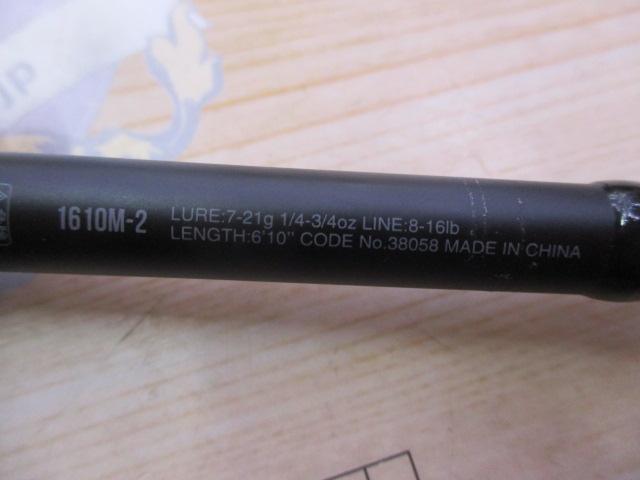 JP
1610M-2
LURE:7-21g 1/4-3/4oz LINE:8-16lb
LENGTH:6'10" CODE No.38058 MADE IN CHINA